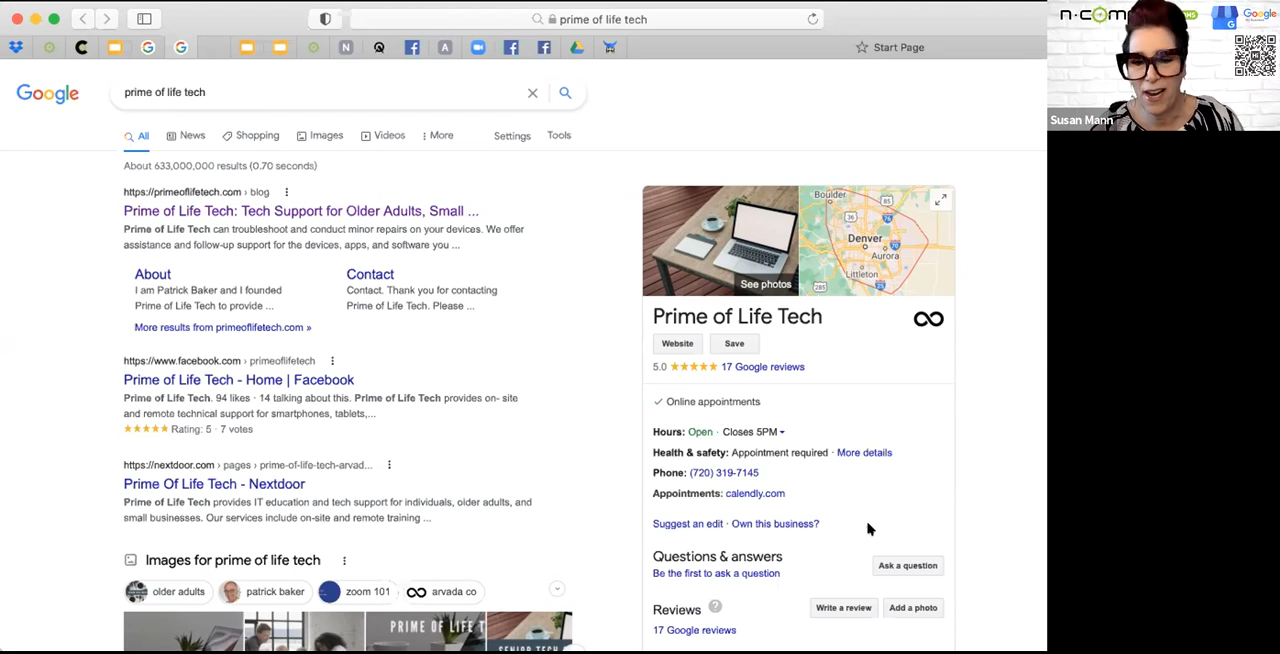 prime of life tech
Start Page
n·com
Google
Susan Mann
Google
prime of life tech
All
News
Shopping
Images
Videos
More
Settings
Tools
About 633,000,000 results (0.70 seconds)
https://primeoflifetech.com › blog
Prime of Life Tech: Tech Support for Older Adults, Small ...
Prime of Life Tech can troubleshoot and conduct minor repairs on your devices. We offer
assistance and follow-up support for the devices, apps, and software you ...
About
I am Patrick Baker and I founded
Prime of Life Tech to provide ...
Contact
Contact. Thank you for contacting
Prime of Life Tech. Please ...
More results from primeoflifetech.com »
https://www.facebook.com › primeoflifetech
Prime of Life Tech - Home | Facebook
Prime of Life Tech. 94 likes · 14 talking about this. Prime of Life Tech provides on- site
and remote technical support for smartphones, tablets,...
Rating: 5 · 7 votes
https://nextdoor.com › pages › prime-of-life-tech-arvad...
Prime Of Life Tech - Nextdoor
Prime of Life Tech provides IT education and tech support for individuals, older adults, and
small businesses. Our services include on-site and remote training ...
Images for prime of life tech
older adults
patrick baker
zoom 101
arvada co
PRIME OF LIFE T
SENIOR TECH
See photos
Boulder
85
36
76
Denver
70
Aurora
Littleton
285
25
Prime of Life Tech
Website
Save
5.0
17 Google reviews
Online appointments
Hours: Open · Closes 5PM
Health & safety: Appointment required · More details
Phone: (720) 319-7145
Appointments: calendly.com
Suggest an edit · Own this business?
Questions & answers
Be the first to ask a question
Ask a question
Reviews
Write a review
Add a photo
17 Google reviews